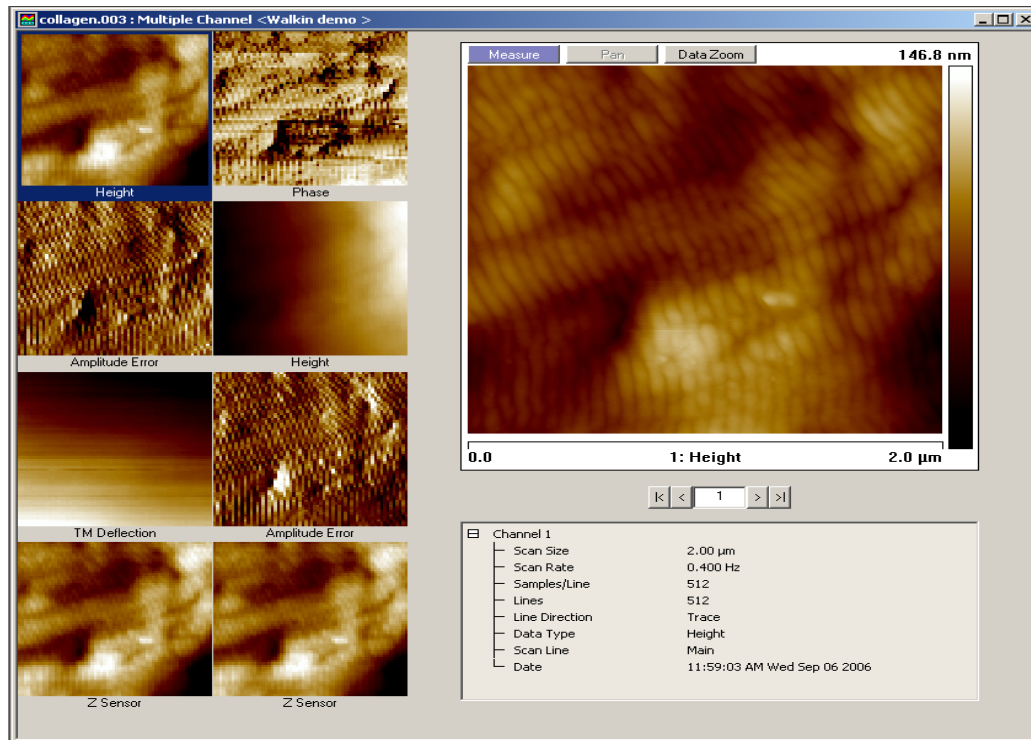 collagen.003 : Multiple Channel <Walkin demo >
Height
Phase
Amplitude Error
Height
TM Deflection
Amplitude Error
Z Sensor
Z Sensor
Measure
Pan
Data Zoom
146.8 nm
0.0
1: Height
2.0 µm
1
Channel 1
Scan Size 2.00 µm
Scan Rate 0.400 Hz
Samples/Line 512
Lines 512
Line Direction Trace
Data Type Height
Scan Line Main
Date 11:59:03 AM Wed Sep 06 2006